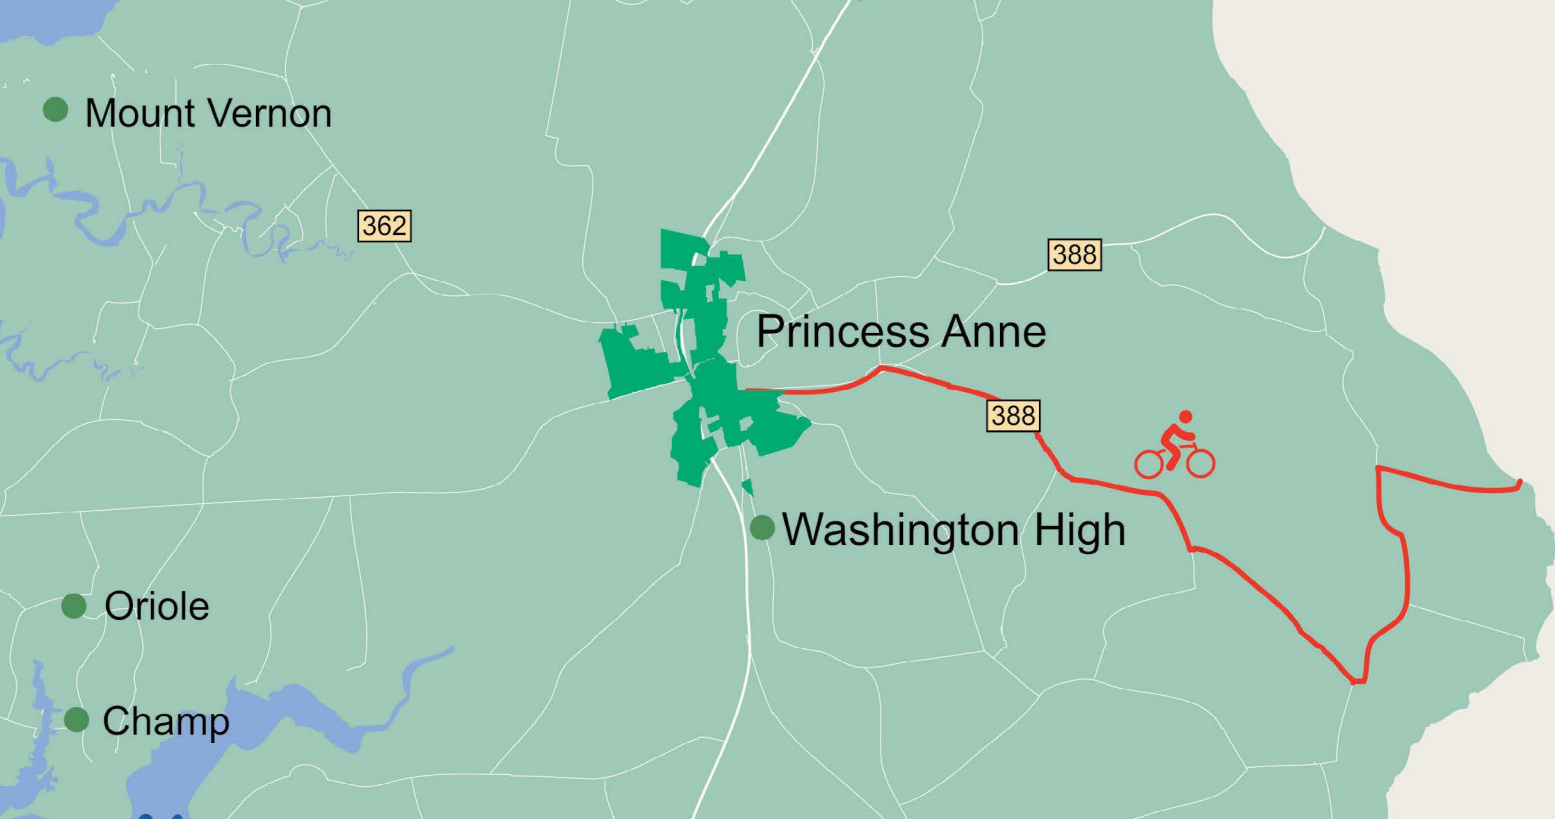 Mount Vernon
362
388
Princess Anne
388
Washington High
Oriole
Champ